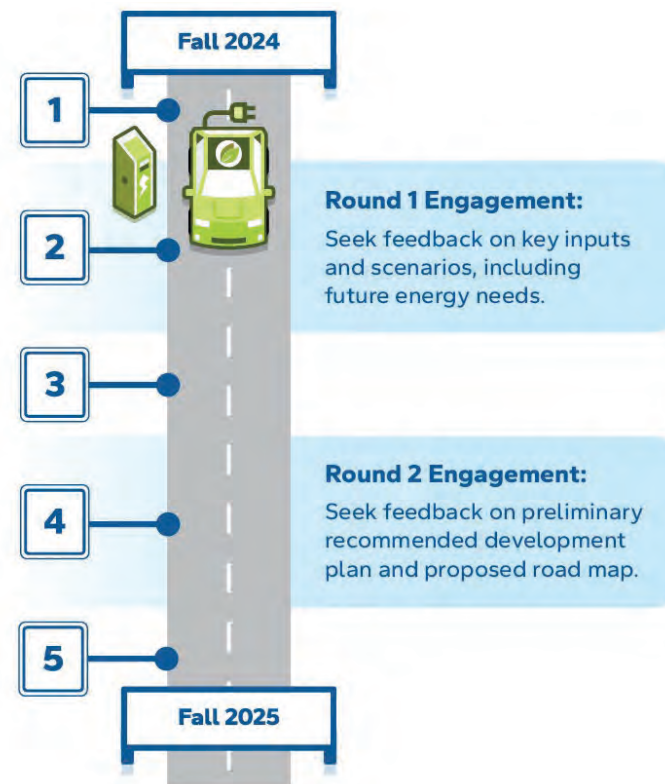 Fall 2024
1
Round 1 Engagement:
Seek feedback on key inputs
and scenarios, including
future energy needs.
2
3
Round 2 Engagement:
Seek feedback on preliminary
recommended development
plan and proposed road map.
4
5
Fall 2025